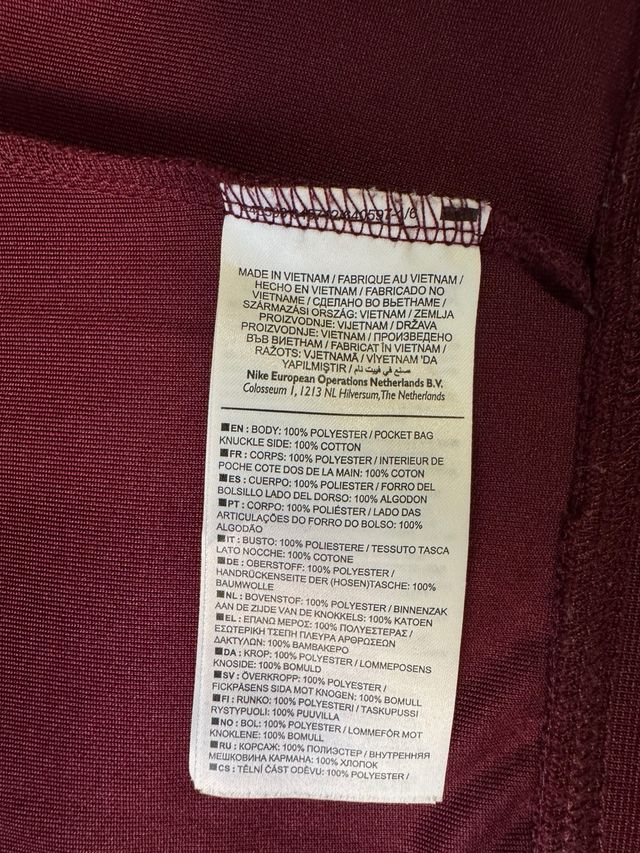 MADE IN VIETNAM / FABRIQUE AU VIETNAM /
HECHO EN VIETNAM / FABRICADO NO
VIETNAME / СДЕЛАНО ВО ВЬЕТНАМЕ /
SZÁRMAZÁSI ORSZÁG: VIETNAM / ZEMLJA
PROIZVODNJE: VIJETNAM / DRŽAVA
PROIZVODNJE: VIETNAM / ПРОИЗВЕДЕНО
ВЪВ ВИЕТНАМ / FABRICAT ÎN VIETNAM /
RAŽOTS: VJETNAMĀ / VİYETNAM 'DA
YAPILMIŞTIR / صنع في فييت نام
Nike European Operations Netherlands B.V.
Colosseum 1, 1213 NL Hilversum, The Netherlands
EN : BODY: 100% POLYESTER / POCKET BAG
KNUCKLE SIDE: 100% COTTON
FR : CORPS: 100% POLYESTER / INTERIEUR DE
POCHE COTE DOS DE LA MAIN: 100% COTON
ES : CUERPO: 100% POLIESTER / FORRO DEL
BOLSILLO LADO DEL DORSO: 100% ALGODON
PT : CORPO: 100% POLIÉSTER / LADO DAS
ARTICULAÇÕES DO FORRO DO BOLSO: 100%
ALGODÃO
IT : BUSTO: 100% POLIESTERE / TESSUTO TASCA
LATO NOCCHE: 100% COTONE
DE : OBERSTOFF: 100% POLYESTER /
HANDRÜCKENSEITE DER (HOSEN)TASCHE: 100%
BAUMWOLLE
NL : BOVENSTOF: 100% POLYESTER / BINNENZAK
AAN DE ZIJDE VAN DE KNOKKELS: 100% KATOEN
EL : ΕΠΑΝΩ ΜΕΡΟΣ: 100% ΠΟΛΥΕΣΤΕΡΑΣ /
ΕΣΩΤΕΡΙΚΗ ΤΣΕΠΗ ΠΛΕΥΡΑ ΑΡΘΡΩΣΕΩΝ
ΔΑΚΤΥΛΩΝ: 100% ΒΑΜΒΑΚΕΡΟ
DA : KROP: 100% POLYESTER / LOMMEPOSENS
KNOSIDE: 100% BOMULD
SV : ÖVERKROPP: 100% POLYESTER /
FICKPÅSENS SIDA MOT KNOGEN: 100% BOMULL
FI : RUNKO: 100% POLYESTERI / TASKUPUSSI
RYSTYPUOLI: 100% PUUVILLA
NO : BOL: 100% POLYESTER / LOMMEFÔR MOT
KNOKLENE: 100% BOMULL
RU : КОРСАЖ: 100% ПОЛИЭСТЕР / ВНУТРЕННЯЯ
МЕШКОВИНА КАРМАНА: 100% ХЛОПОК
CS : TĚLNÍ ČÁST ODĚVU: 100% POLYESTER /